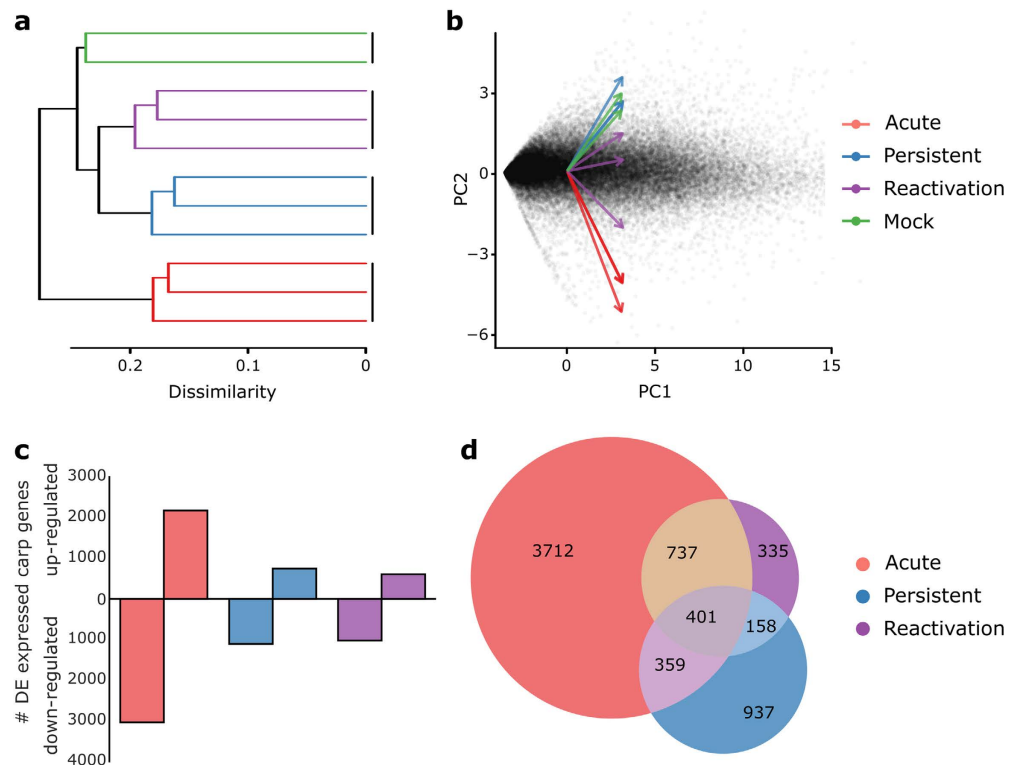 a
0.2 0.1 0
Dissimilarity
b
3
0
−3
−6
PC2
0 5 10 15
PC1
Acute
Persistent
Reactivation
Mock
c
# DE expressed carp genes
down-regulated up-regulated
3000
2000
1000
0
1000
2000
3000
4000
d
3712
737
335
401
158
359
937
Acute
Persistent
Reactivation